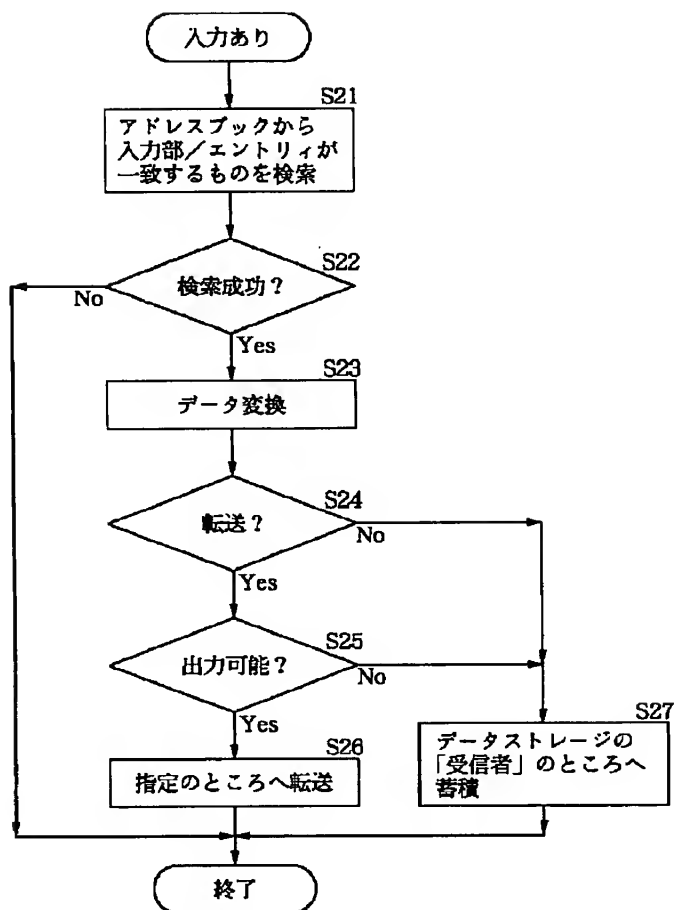 入力あり
S21
アドレスブックから
入力部／エントリィが
一致するものを検索
S22
検索成功？
No
Yes
S23
データ変換
S24
転送？
No
Yes
S25
出力可能？
No
Yes
S26
指定のところへ転送
S27
データストレージの
「受信者」のところへ
蓄積
終了